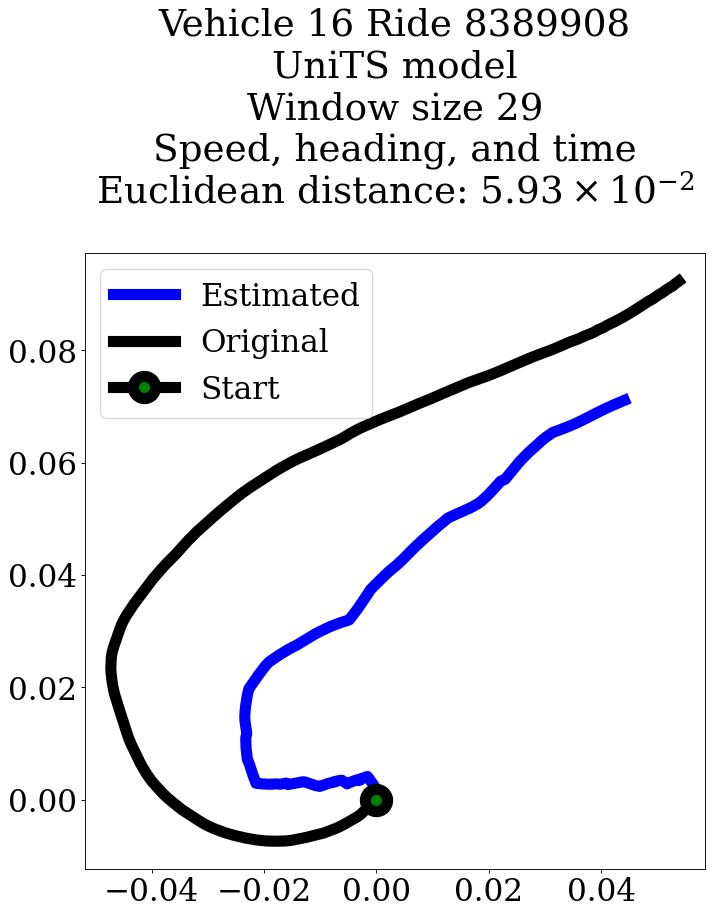 Vehicle 16 Ride 8389908
UniTS model
Window size 29
Speed, heading, and time
Euclidean distance: 5.93 × 10⁻²
Estimated
Original
Start
0.08
0.06
0.04
0.02
0.00
−0.04 −0.02 0.00 0.02 0.04